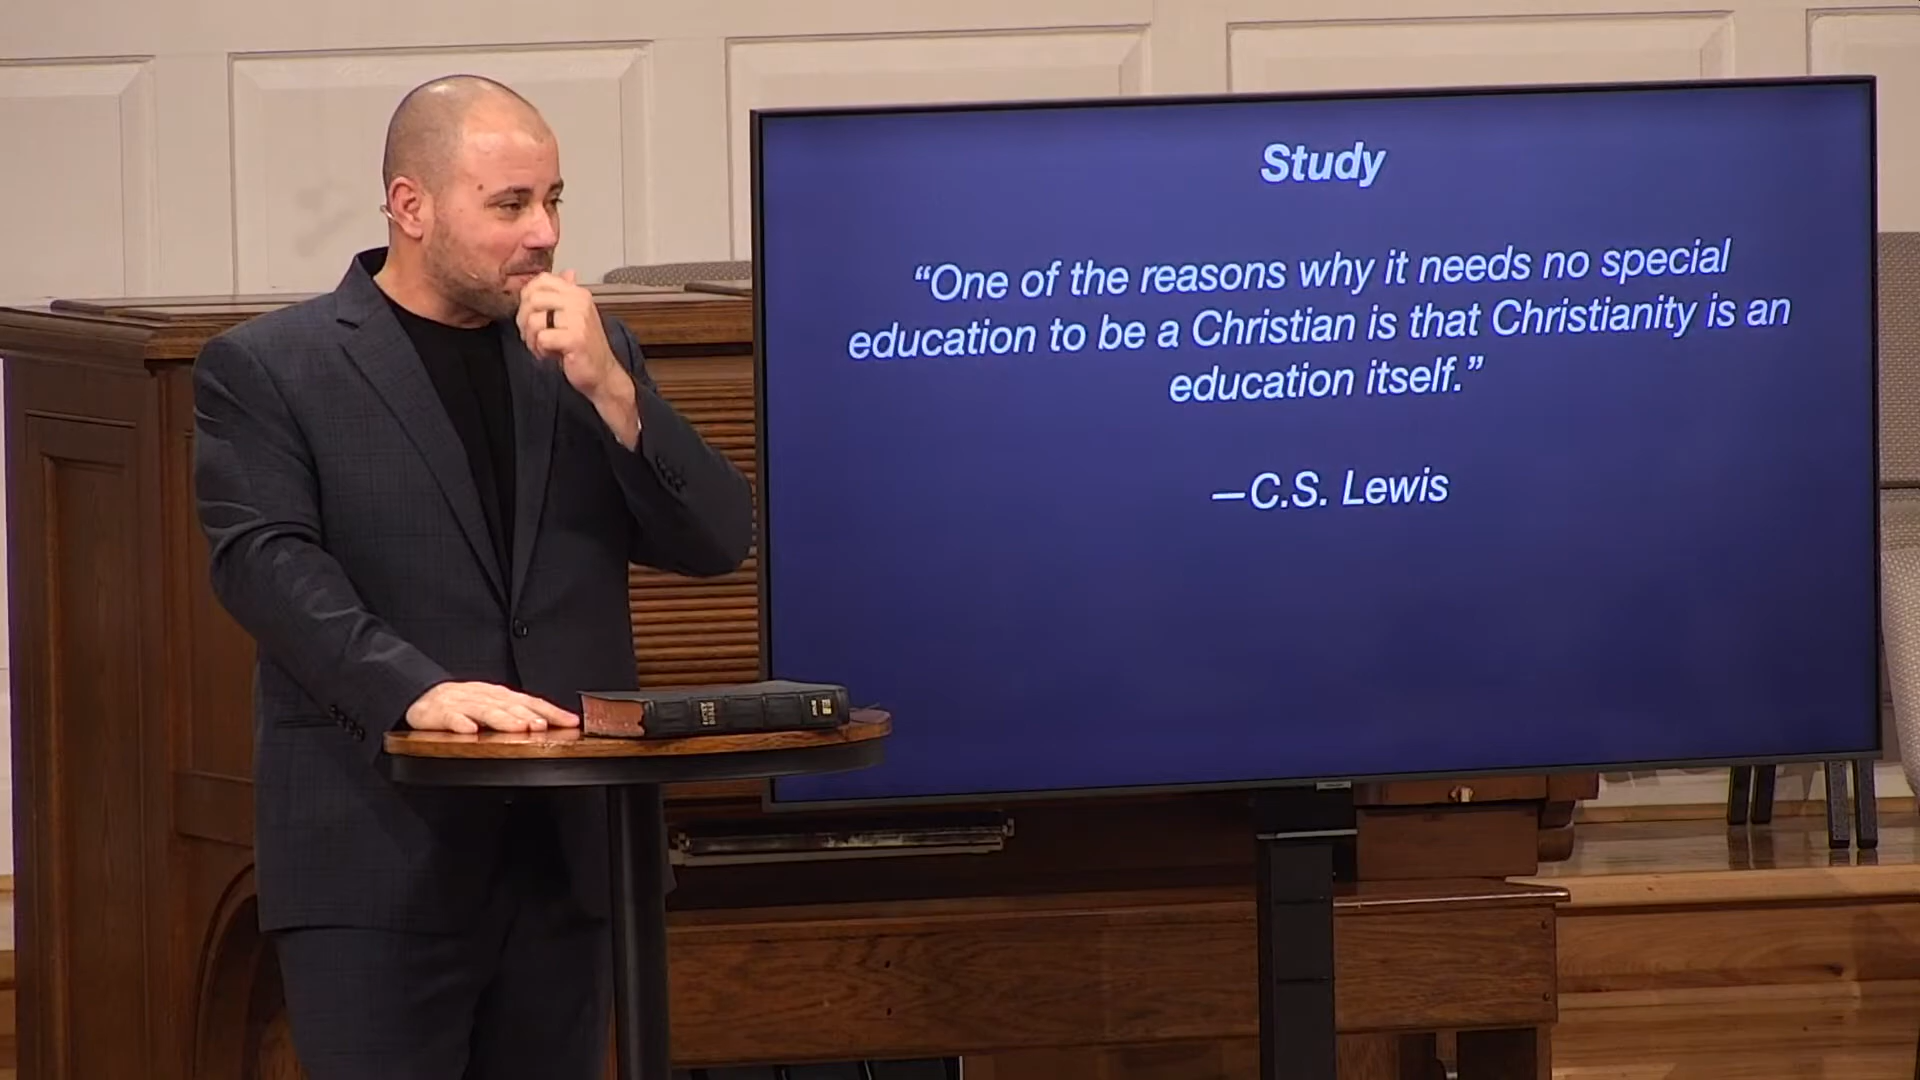 Study
“One of the reasons why it needs no special
education to be a Christian is that Christianity is an
education itself.”
—C.S. Lewis